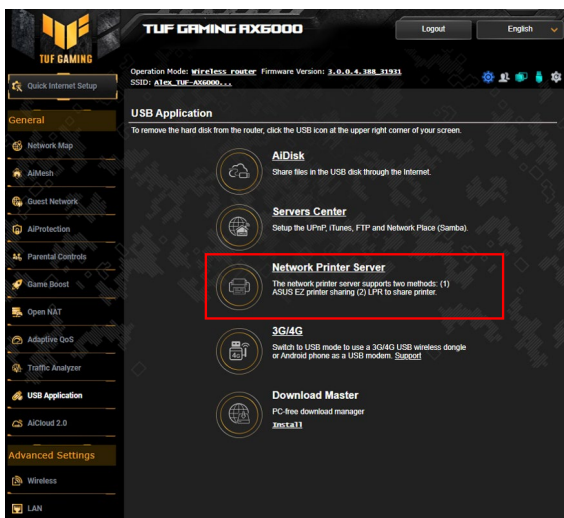 TUF GAMING AX6000
Logout
English
TUF GAMING
Quick Internet Setup
Operation Mode: Wireless router Firmware Version: 3.0.0.4.388_31931
SSID: Alex_TUF-AX6000...
General
Network Map
AiMesh
Guest Network
AiProtection
Parental Controls
Game Boost
Open NAT
Adaptive QoS
Traffic Analyzer
USB Application
AiCloud 2.0
Advanced Settings
Wireless
LAN
USB Application
To remove the hard disk from the router, click the USB icon at the upper right corner of your screen.
AiDisk
Share files in the USB disk through the Internet.
Servers Center
Setup the UPnP, iTunes, FTP and Network Place (Samba).
Network Printer Server
The network printer server supports two methods: (1)
ASUS EZ printer sharing (2) LPR to share printer.
3G/4G
Switch to USB mode to use a 3G/4G USB wireless dongle
or Android phone as a USB modem. Support
4G
Download Master
PC-free download manager
Install